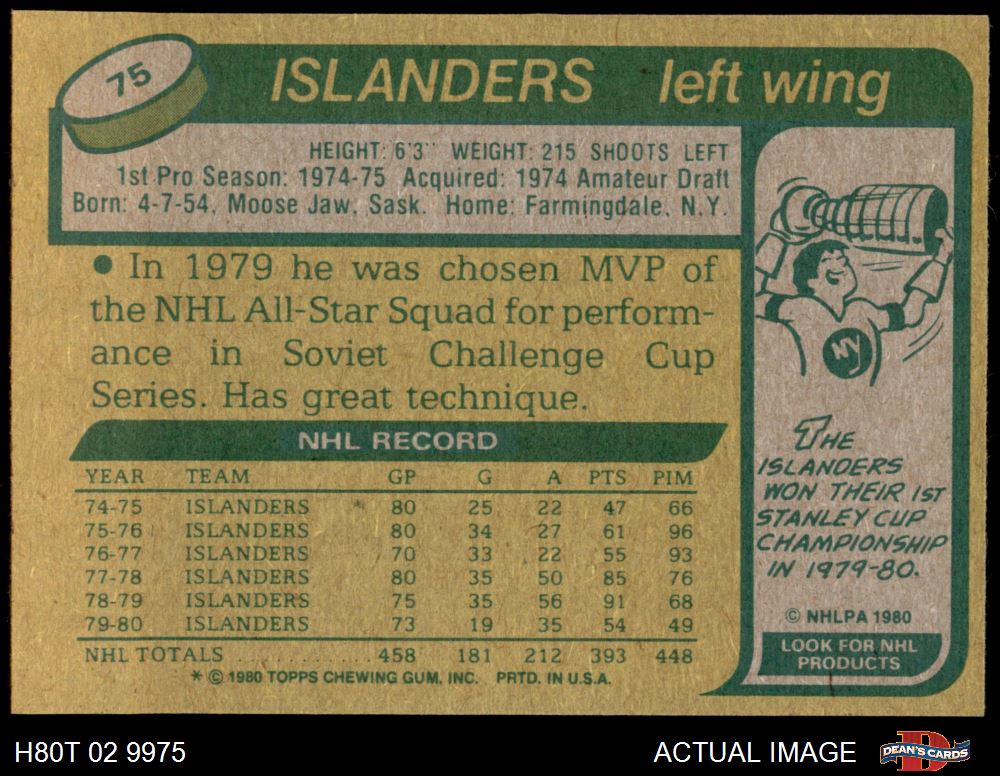 75
ISLANDERS left wing
HEIGHT: 6'3" WEIGHT: 215 SHOOTS LEFT
1st Pro Season: 1974-75 Acquired: 1974 Amateur Draft
Born: 4-7-54, Moose Jaw, Sask. Home: Farmingdale, N.Y.
• In 1979 he was chosen MVP of
the NHL All-Star Squad for perform-
ance in Soviet Challenge Cup
Series. Has great technique.
NHL RECORD
YEAR TEAM GP G A PTS PIM
74-75 ISLANDERS 80 25 22 47 66
75-76 ISLANDERS 80 34 27 61 96
76-77 ISLANDERS 70 33 22 55 93
77-78 ISLANDERS 80 35 50 85 76
78-79 ISLANDERS 75 35 56 91 68
79-80 ISLANDERS 73 19 35 54 49
NHL TOTALS . . . . . . . . . . . . 458 181 212 393 448
* © 1980 TOPPS CHEWING GUM, INC. PRTD. IN U.S.A.
NY
THE
ISLANDERS
WON THEIR 1ST
STANLEY CUP
CHAMPIONSHIP
IN 1979-80.
© NHLPA 1980
LOOK FOR NHL
PRODUCTS
H80T 02 9975
ACTUAL IMAGE
D
DEAN'S CARDS